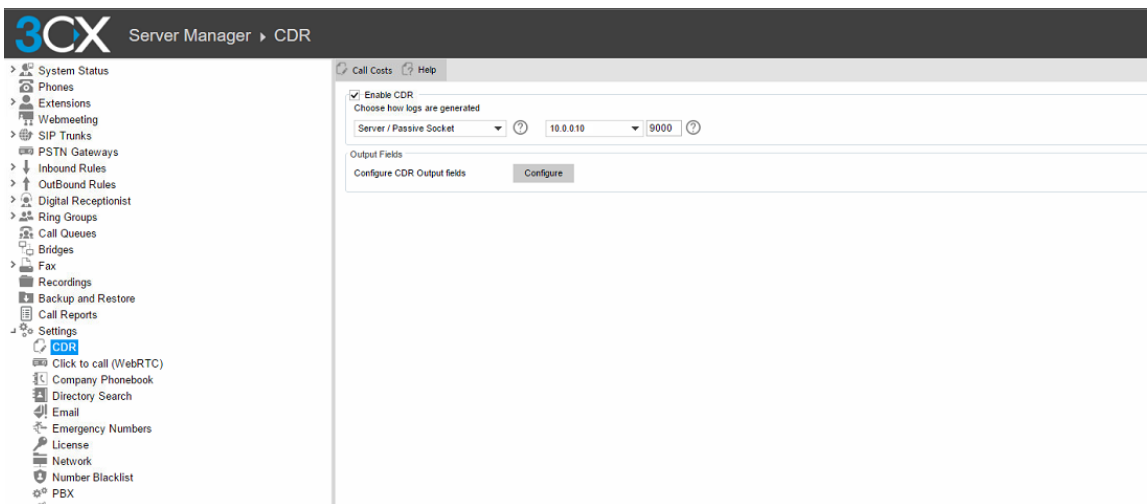 3CX Server Manager ▸ CDR
System Status
Phones
Extensions
Webmeeting
SIP Trunks
PSTN Gateways
Inbound Rules
OutBound Rules
Digital Receptionist
Ring Groups
Call Queues
Bridges
Fax
Recordings
Backup and Restore
Call Reports
Settings
CDR
Click to call (WebRTC)
Company Phonebook
Directory Search
Email
Emergency Numbers
License
Network
Number Blacklist
PBX
Call Costs Help
Enable CDR
Choose how logs are generated
Server / Passive Socket 10.0.0.10 9000
Output Fields
Configure CDR Output fields Configure